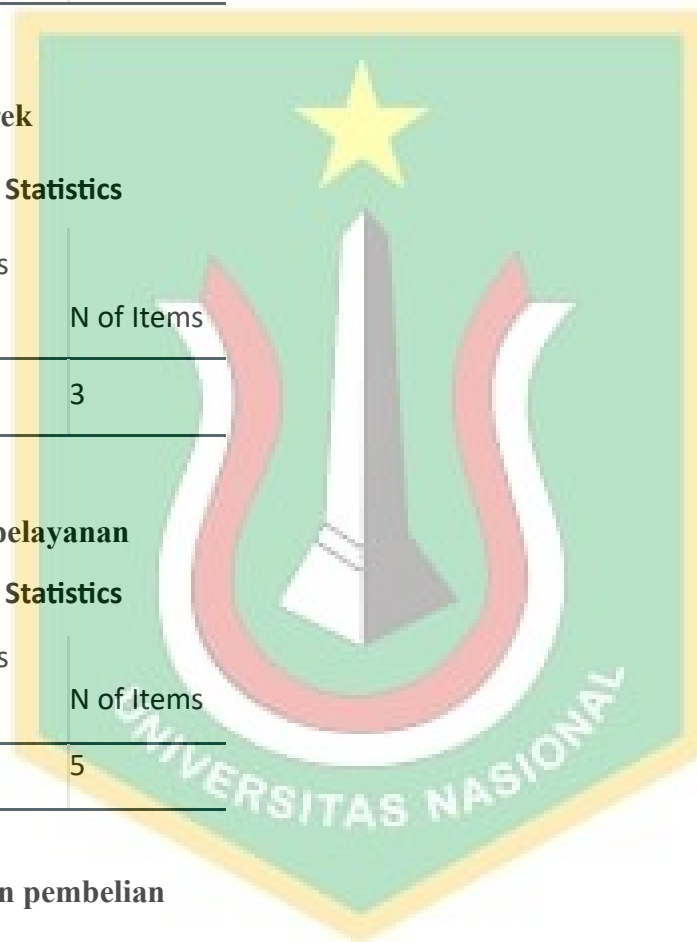 ek
Statistics
s
N of Items
3
pelayanan
Statistics
s
N of Items
5
UNIVERSITAS NASIONAL
n pembelian